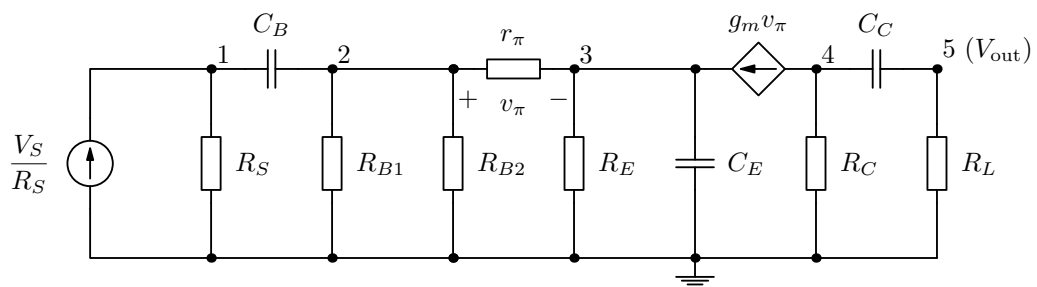 C_B
r_π
g_m v_π
C_C
1
2
3
4
5 (V_out)
+ v_π −
V_S
R_S
R_S
R_B1
R_B2
R_E
C_E
R_C
R_L